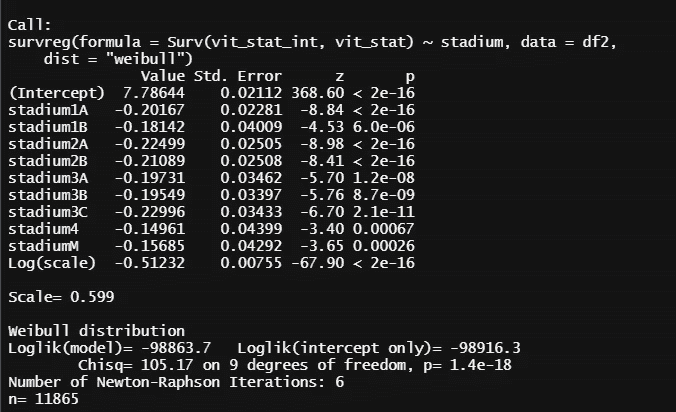 Call:
survreg(formula = Surv(vit_stat_int, vit_stat) ~ stadium, data = df2,
    dist = "weibull")
               Value Std. Error      z       p
(Intercept)  7.78644    0.02112 368.60 < 2e-16
stadium1A   -0.20167    0.02281  -8.84 < 2e-16
stadium1B   -0.18142    0.04009  -4.53 6.0e-06
stadium2A   -0.22499    0.02505  -8.98 < 2e-16
stadium2B   -0.21089    0.02508  -8.41 < 2e-16
stadium3A   -0.19731    0.03462  -5.70 1.2e-08
stadium3B   -0.19549    0.03397  -5.76 8.7e-09
stadium3C   -0.22996    0.03433  -6.70 2.1e-11
stadium4    -0.14961    0.04399  -3.40 0.00067
stadiumM    -0.15685    0.04292  -3.65 0.00026
Log(scale)  -0.51232    0.00755 -67.90 < 2e-16
Scale= 0.599
Weibull distribution
Loglik(model)= -98863.7   Loglik(intercept only)= -98916.3
        Chisq= 105.17 on 9 degrees of freedom, p= 1.4e-18
Number of Newton-Raphson Iterations: 6
n= 11865